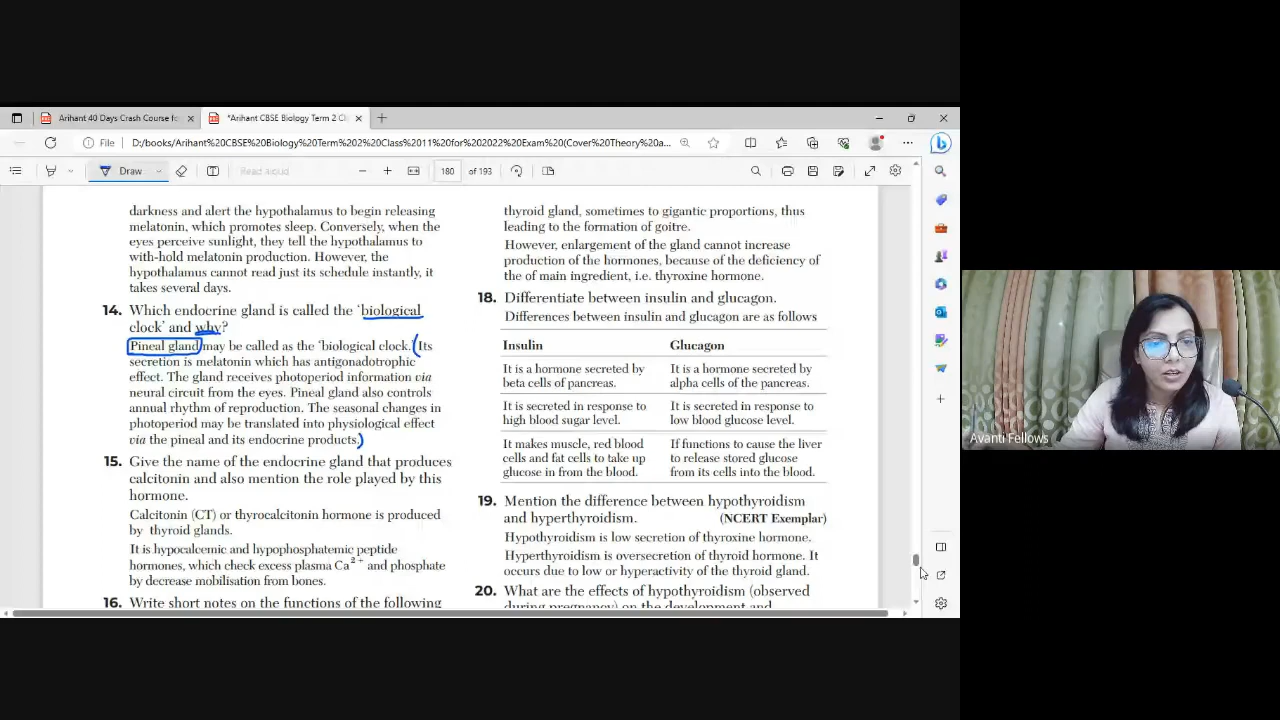 Arihant 40 Days Crash Course fo
*Arihant CBSE Biology Term 2 Cl
File
D:/books/Arihant%20CBSE%20Biology%20Term%202%20Class%2011%20for%202022%20Exam%20(Cover%20Theory%20a...
Draw
Read aloud
180
of 193
darkness and alert the hypothalamus to begin releasing
melatonin, which promotes sleep. Conversely, when the
eyes perceive sunlight, they tell the hypothalamus to
with-hold melatonin production. However, the
hypothalamus cannot read just its schedule instantly, it
takes several days.
14. Which endocrine gland is called the ‘biological
clock’ and why?
Pineal gland may be called as the ‘biological clock. Its
secretion is melatonin which has antigonadotrophic
effect. The gland receives photoperiod information via
neural circuit from the eyes. Pineal gland also controls
annual rhythm of reproduction. The seasonal changes in
photoperiod may be translated into physiological effect
via the pineal and its endocrine products.
15. Give the name of the endocrine gland that produces
calcitonin and also mention the role played by this
hormone.
Calcitonin (CT) or thyrocalcitonin hormone is produced
by thyroid glands.
It is hypocalcemic and hypophosphatemic peptide
hormones, which check excess plasma Ca²⁺ and phosphate
by decrease mobilisation from bones.
16. Write short notes on the functions of the following
thyroid gland, sometimes to gigantic proportions, thus
leading to the formation of goitre.
However, enlargement of the gland cannot increase
production of the hormones, because of the deficiency of
the of main ingredient, i.e. thyroxine hormone.
18. Differentiate between insulin and glucagon.
Differences between insulin and glucagon are as follows
Insulin Glucagon
It is a hormone secreted by It is a hormone secreted by
beta cells of pancreas. alpha cells of the pancreas.
It is secreted in response to It is secreted in response to
high blood sugar level. low blood glucose level.
It makes muscle, red blood If functions to cause the liver
cells and fat cells to take up to release stored glucose
glucose in from the blood. from its cells into the blood.
19. Mention the difference between hypothyroidism
and hyperthyroidism. (NCERT Exemplar)
Hypothyroidism is low secretion of thyroxine hormone.
Hyperthyroidism is oversecretion of thyroid hormone. It
occurs due to low or hyperactivity of the thyroid gland.
20. What are the effects of hypothyroidism (observed
during pregnancy) on the development and
Avanti Fellows